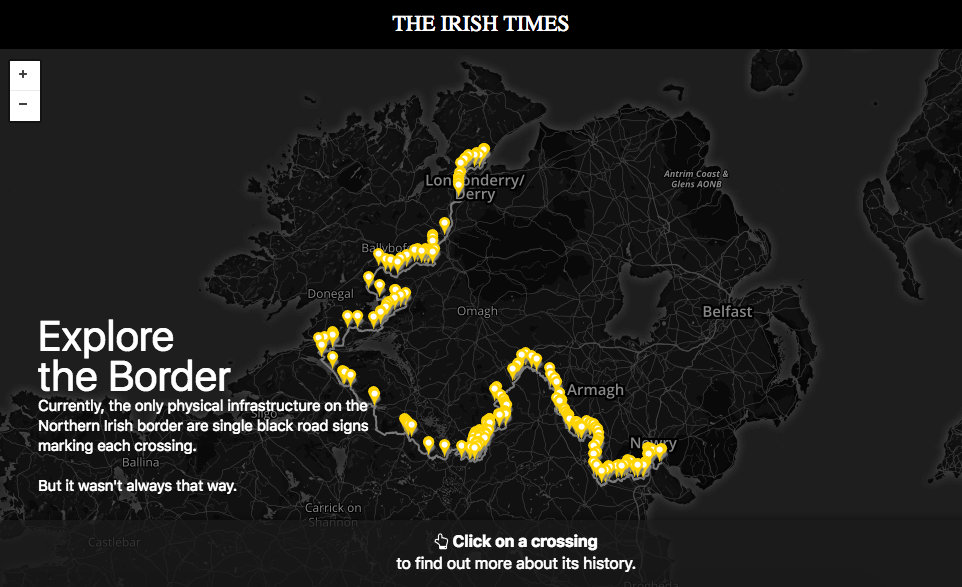 THE IRISH TIMES
+
−
Antrim Coast &
Glens AONB
Londonderry/
Derry
Ballybofe
Donegal
Omagh
Belfast
Explore
the Border
Armagh
Currently, the only physical infrastructure on the
Sligo
Northern Irish border are single black road signs
marking each crossing.
Newry
Ballina
But it wasn't always that way.
Carrick on
Shannon
Castlebar
Click on a crossing
to find out more about its history.
Drogheda